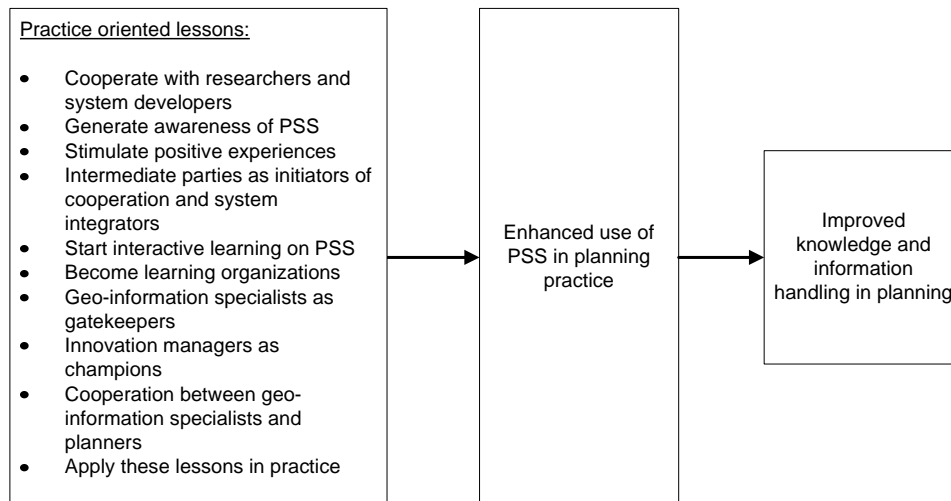 Practice oriented lessons:
• Cooperate with researchers and
system developers
• Generate awareness of PSS
• Stimulate positive experiences
• Intermediate parties as initiators of
cooperation and system
integrators
• Start interactive learning on PSS
• Become learning organizations
• Geo-information specialists as
gatekeepers
• Innovation managers as
champions
• Cooperation between geo-
information specialists and
planners
• Apply these lessons in practice
Enhanced use of
PSS in planning
practice
Improved
knowledge and
information
handling in planning